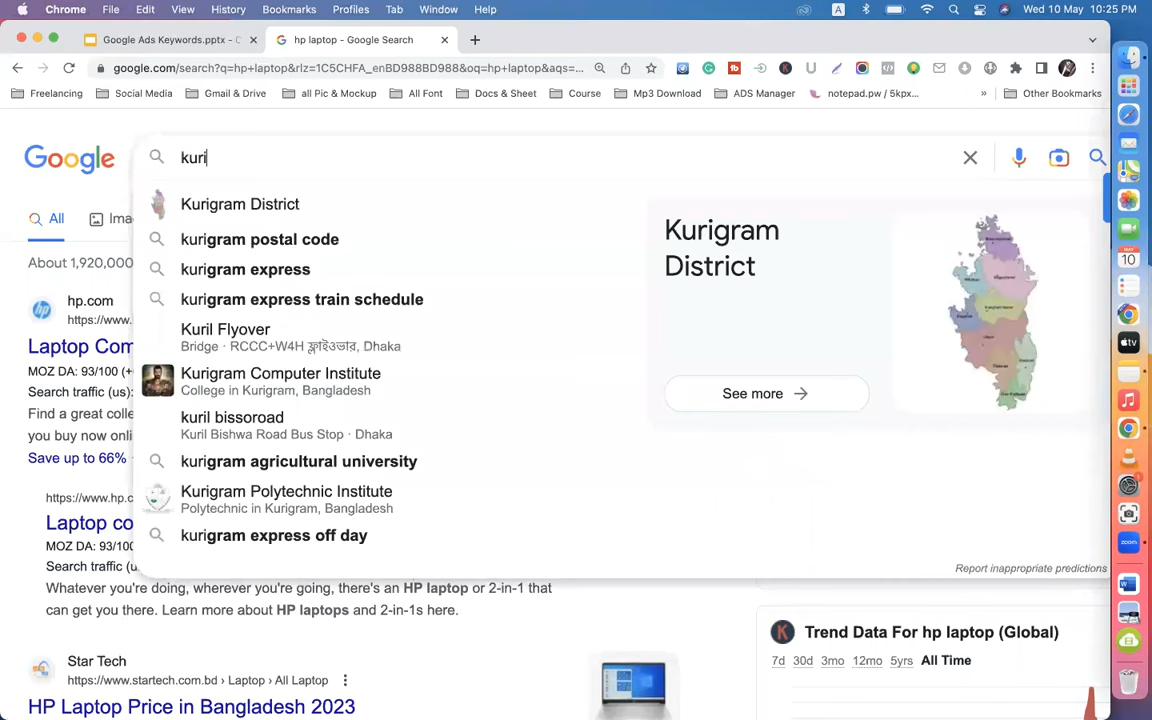 Chrome File Edit View History Bookmarks Profiles Tab Window Help A Wed 10 May 10:25 PM
Google Ads Keywords.pptx - G hp laptop - Google Search
google.com/search?q=hp+laptop&rlz=1C5CHFA_enBD988BD988&oq=hp+laptop&aqs=...
Freelancing Social Media Gmail & Drive all Pic & Mockup All Font Docs & Sheet Course Mp3 Download ADS Manager notepad.pw / 5kpx... » Other Bookmarks
Google kuri
All Ima
Kurigram District
kurigram postal code
kurigram express
kurigram express train schedule
Kuril Flyover
Bridge · RCCC+W4H ফ্লাইওভার, Dhaka
Kurigram Computer Institute
College in Kurigram, Bangladesh
kuril bissoroad
Kuril Bishwa Road Bus Stop · Dhaka
kurigram agricultural university
Kurigram Polytechnic Institute
Polytechnic in Kurigram, Bangladesh
kurigram express off day
Kurigram
District
See more
Report inappropriate predictions
About 1,920,000
hp.com
https://www.
Laptop Com
MOZ DA: 93/100 (+
Search traffic (us):
Find a great colle
you buy now onli
Save up to 66%
https://www.hp.c
Laptop co
MOZ DA: 93/100
Search traffic (u
Whatever you're doing, wherever you're going, there's an HP laptop or 2-in-1 that
can get you there. Learn more about HP laptops and 2-in-1s here.
Star Tech
https://www.startech.com.bd › Laptop › All Laptop
HP Laptop Price in Bangladesh 2023
Trend Data For hp laptop (Global)
7d 30d 3mo 12mo 5yrs All Time